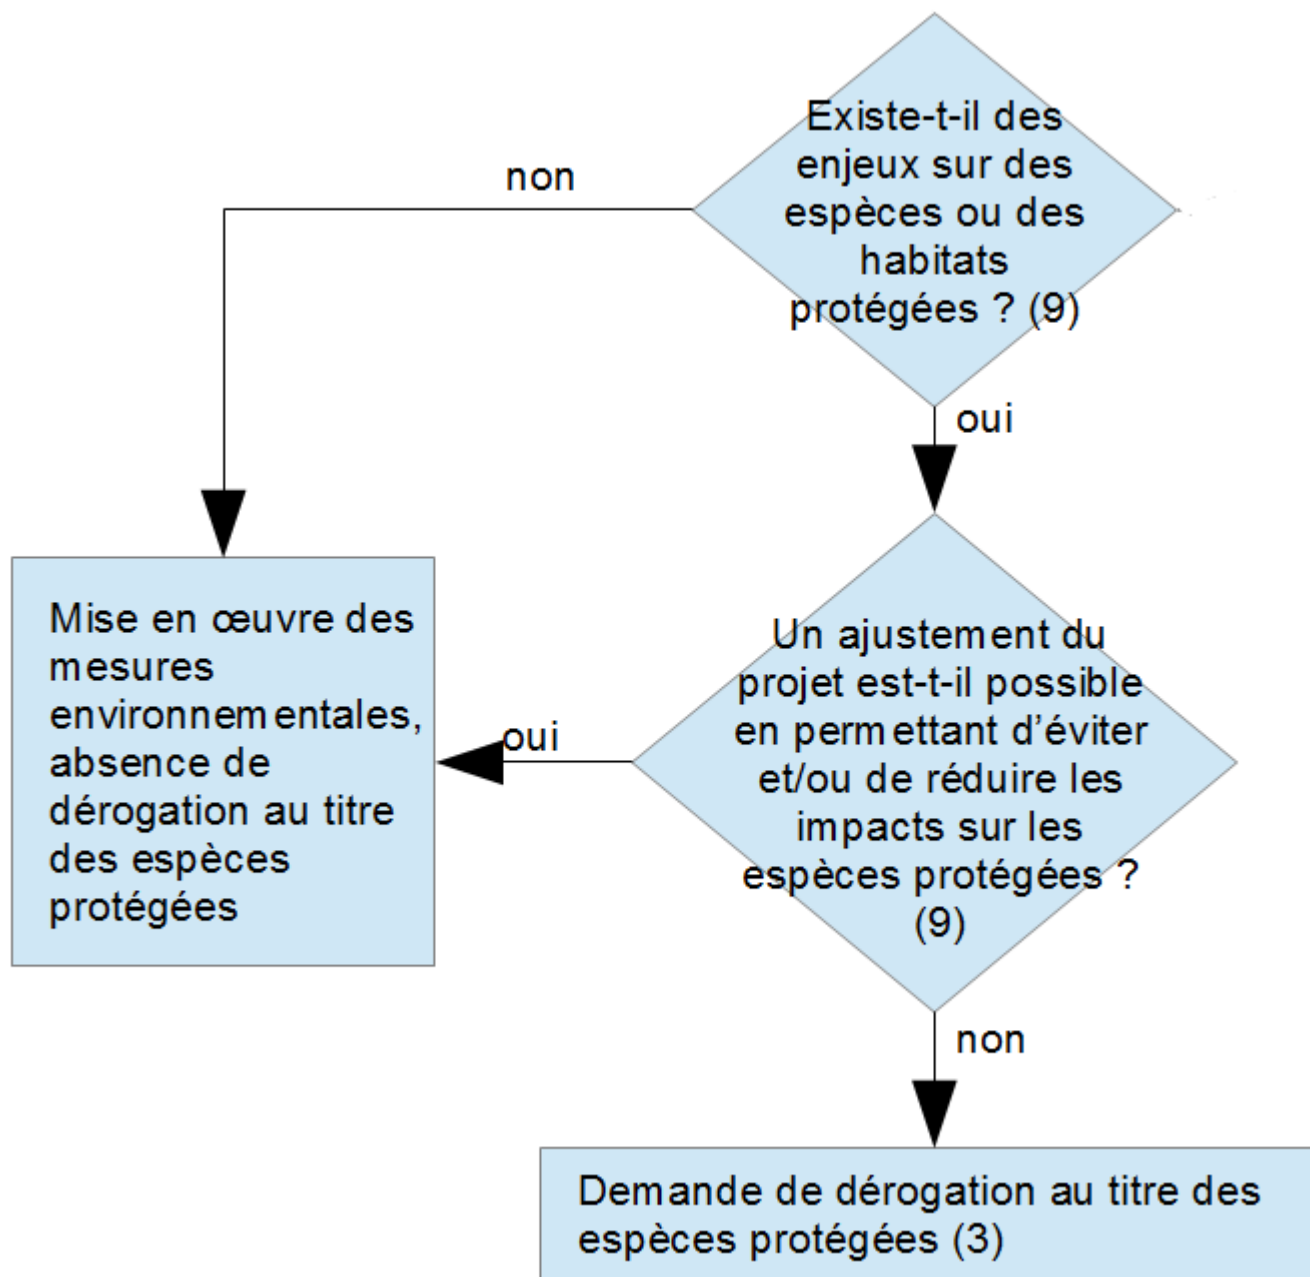 Existe-t-il des
enjeux sur des
espèces ou des
habitats
protégées ? (9)
non
oui
Mise en œuvre des
mesures
environnementales,
absence de
dérogation au titre
des espèces
protégées
oui
Un ajustement du
projet est-t-il possible
en permettant d’éviter
et/ou de réduire les
impacts sur les
espèces protégées ?
(9)
non
Demande de dérogation au titre des
espèces protégées (3)